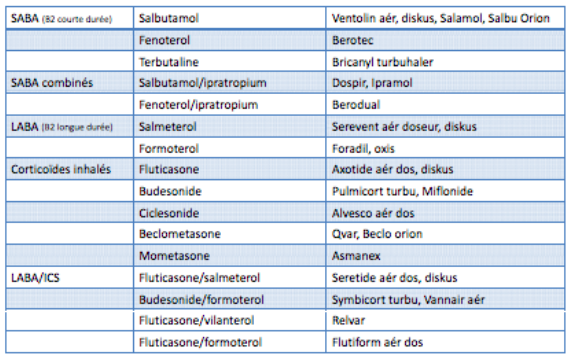 SABA (B2 courte durée) Salbutamol Ventolin aér, diskus, Salamol, Salbu Orion
Fenoterol Berotec
Terbutaline Bricanyl turbuhaler
SABA combinés Salbutamol/ipratropium Dospir, Ipramol
Fenoterol/ipratropium Berodual
LABA (B2 longue durée) Salmeterol Serevent aér doseur, diskus
Formoterol Foradil, oxis
Corticoïdes inhalés Fluticasone Axotide aér dos, diskus
Budesonide Pulmicort turbu, Miflonide
Ciclesonide Alvesco aér dos
Beclometasone Qvar, Beclo orion
Mometasone Asmanex
LABA/ICS Fluticasone/salmeterol Seretide aér dos, diskus
Budesonide/formoterol Symbicort turbu, Vannair aér
Fluticasone/vilanterol Relvar
Fluticasone/formoterol Flutiform aér dos